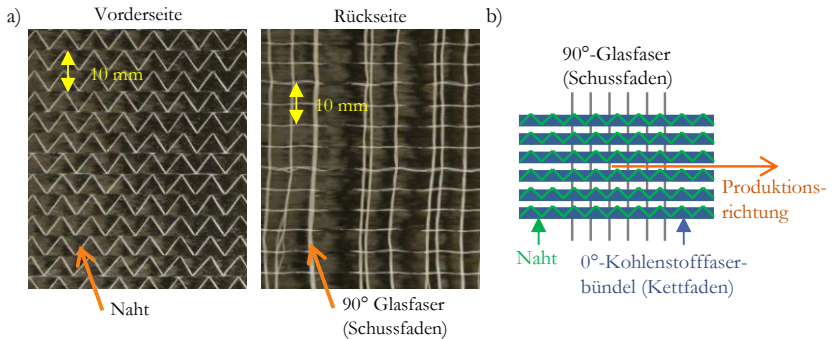 a)
Vorderseite
10 mm
Naht
Rückseite
10 mm
90° Glasfaser
(Schussfaden)
b)
90°-Glasfaser
(Schussfaden)
Produktions-
richtung
Naht
0°-Kohlenstofffaser-
bündel (Kettfaden)